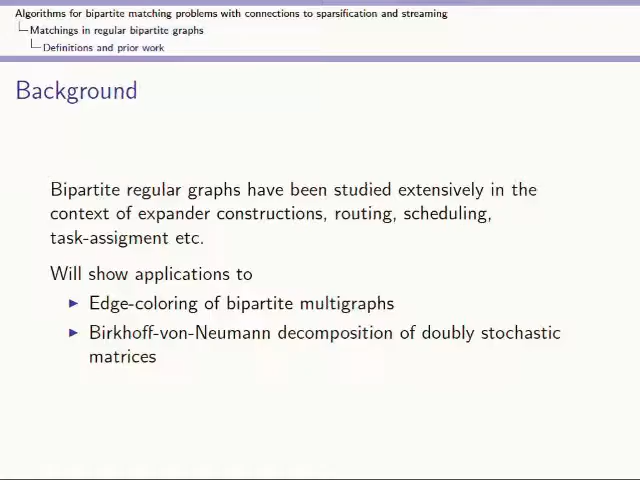 Algorithms for bipartite matching problems with connections to sparsification and streaming
Matchings in regular bipartite graphs
Definitions and prior work
Background
Bipartite regular graphs have been studied extensively in the
context of expander constructions, routing, scheduling,
task-assigment etc.
Will show applications to
▶ Edge-coloring of bipartite multigraphs
▶ Birkhoff-von-Neumann decomposition of doubly stochastic
matrices